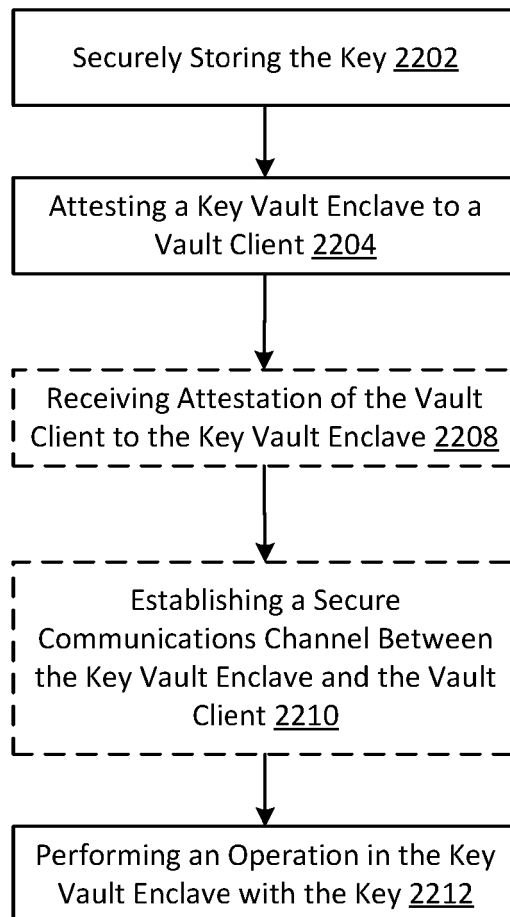 Securely Storing the Key 2202
Attesting a Key Vault Enclave to a
Vault Client 2204
Receiving Attestation of the Vault
Client to the Key Vault Enclave 2208
Establishing a Secure
Communications Channel Between
the Key Vault Enclave and the Vault
Client 2210
Performing an Operation in the Key
Vault Enclave with the Key 2212